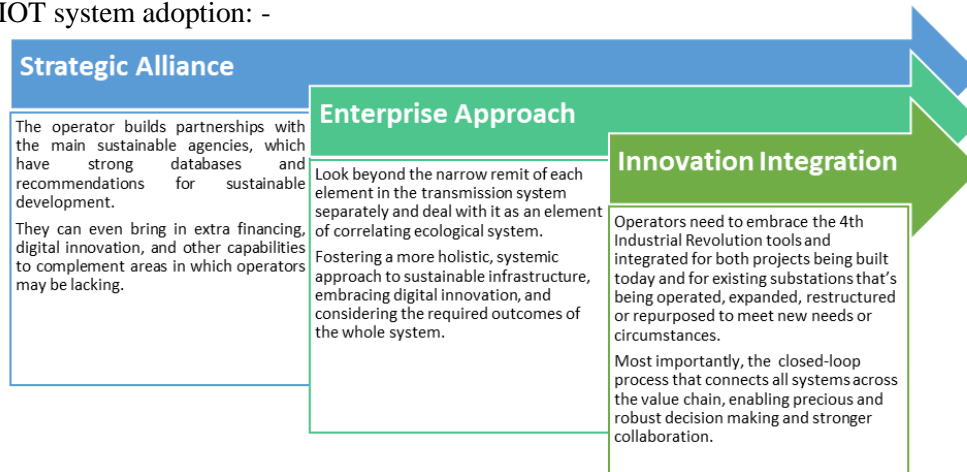 IOT system adoption: -
Strategic Alliance
The operator builds partnerships with
the main sustainable agencies, which
have strong databases and
recommendations for sustainable
development.
They can even bring in extra financing,
digital innovation, and other capabilities
to complement areas in which operators
may be lacking.
Enterprise Approach
Look beyond the narrow remit of each
element in the transmission system
separately and deal with it as an element
of correlating ecological system.
Fostering a more holistic, systemic
approach to sustainable infrastructure,
embracing digital innovation, and
considering the required outcomes of
the whole system.
Innovation Integration
Operators need to embrace the 4th
Industrial Revolution tools and
integrated for both projects being built
today and for existing substations that's
being operated, expanded, restructured
or repurposed to meet new needs or
circumstances.
Most importantly, the closed-loop
process that connects all systems across
the value chain, enabling precious and
robust decision making and stronger
collaboration.